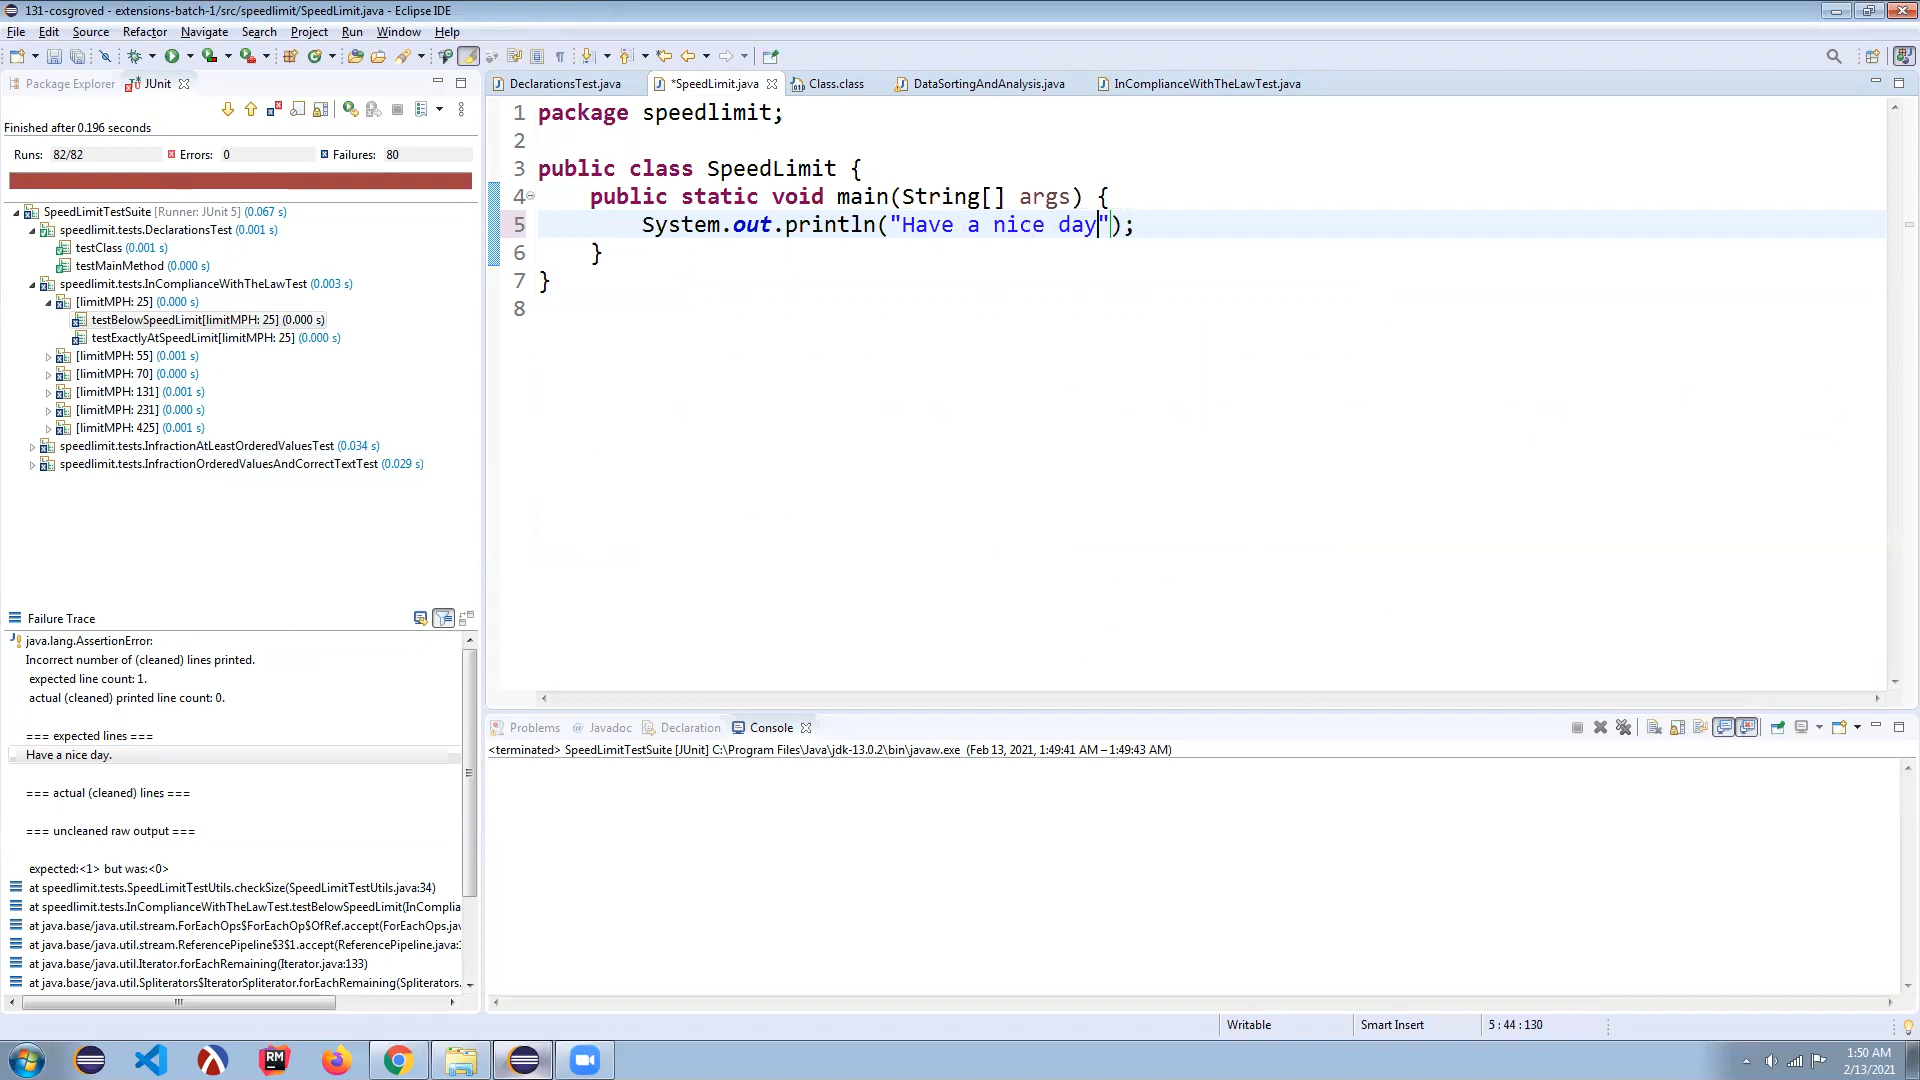 131-cosgroved - extensions-batch-1/src/speedlimit/SpeedLimit.java - Eclipse IDE
File Edit Source Refactor Navigate Search Project Run Window Help
Package Explorer JUnit
DeclarationsTest.java *SpeedLimit.java Class.class DataSortingAndAnalysis.java InComplianceWithTheLawTest.java
Finished after 0.196 seconds
Runs: 82/82 Errors: 0 Failures: 80
SpeedLimitTestSuite [Runner: JUnit 5] (0.067 s)
speedlimit.tests.DeclarationsTest (0.001 s)
testClass (0.001 s)
testMainMethod (0.000 s)
speedlimit.tests.InComplianceWithTheLawTest (0.003 s)
[limitMPH: 25] (0.000 s)
testBelowSpeedLimit[limitMPH: 25] (0.000 s)
testExactlyAtSpeedLimit[limitMPH: 25] (0.000 s)
[limitMPH: 55] (0.001 s)
[limitMPH: 70] (0.000 s)
[limitMPH: 131] (0.001 s)
[limitMPH: 231] (0.000 s)
[limitMPH: 425] (0.001 s)
speedlimit.tests.InfractionAtLeastOrderedValuesTest (0.034 s)
speedlimit.tests.InfractionOrderedValuesAndCorrectTextTest (0.029 s)
1 package speedlimit;
2
3 public class SpeedLimit {
4 public static void main(String[] args) {
5 System.out.println("Have a nice day");
6 }
7 }
8
Failure Trace
java.lang.AssertionError:
Incorrect number of (cleaned) lines printed.
expected line count: 1.
actual (cleaned) printed line count: 0.
=== expected lines ===
Have a nice day.
=== actual (cleaned) lines ===
=== uncleaned raw output ===
expected:<1> but was:<0>
at speedlimit.tests.SpeedLimitTestUtils.checkSize(SpeedLimitTestUtils.java:34)
at speedlimit.tests.InComplianceWithTheLawTest.testBelowSpeedLimit(InComplia
at java.base/java.util.stream.ForEachOps$ForEachOp$OfRef.accept(ForEachOps.jav
at java.base/java.util.stream.ReferencePipeline$3$1.accept(ReferencePipeline.java:1
at java.base/java.util.Iterator.forEachRemaining(Iterator.java:133)
at java.base/java.util.Spliterators$IteratorSpliterator.forEachRemaining(Spliterators.
Problems Javadoc Declaration Console
<terminated> SpeedLimitTestSuite [JUnit] C:\Program Files\Java\jdk-13.0.2\bin\javaw.exe (Feb 13, 2021, 1:49:41 AM – 1:49:43 AM)
Writable Smart Insert 5 : 44 : 130
RM
1:50 AM
2/13/2021